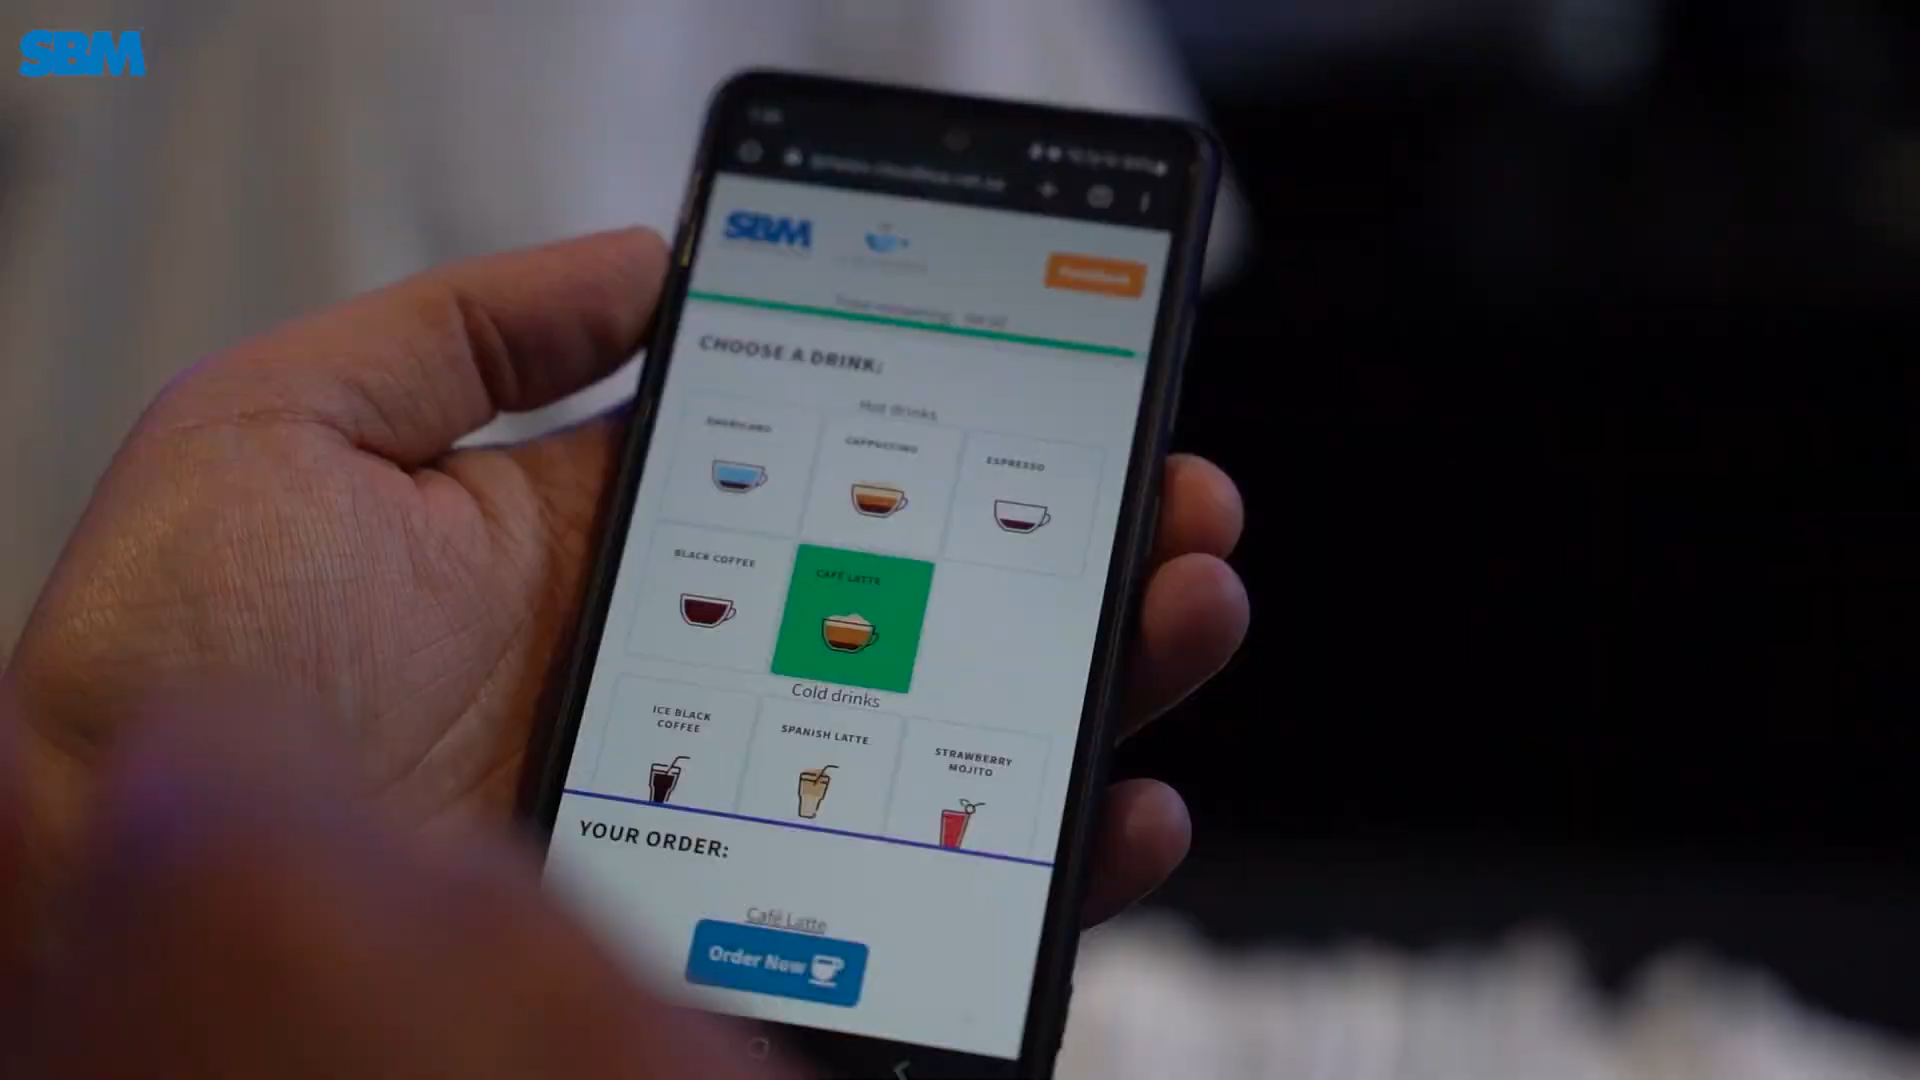 SBM
SBM
CHOOSE A DRINK:
Hot drinks
AMERICANO
CAPPUCCINO
ESPRESSO
BLACK COFFEE
CAFÉ LATTE
Cold drinks
ICE BLACK
COFFEE
SPANISH LATTE
STRAWBERRY
MOJITO
YOUR ORDER:
Café Latte
Order Now